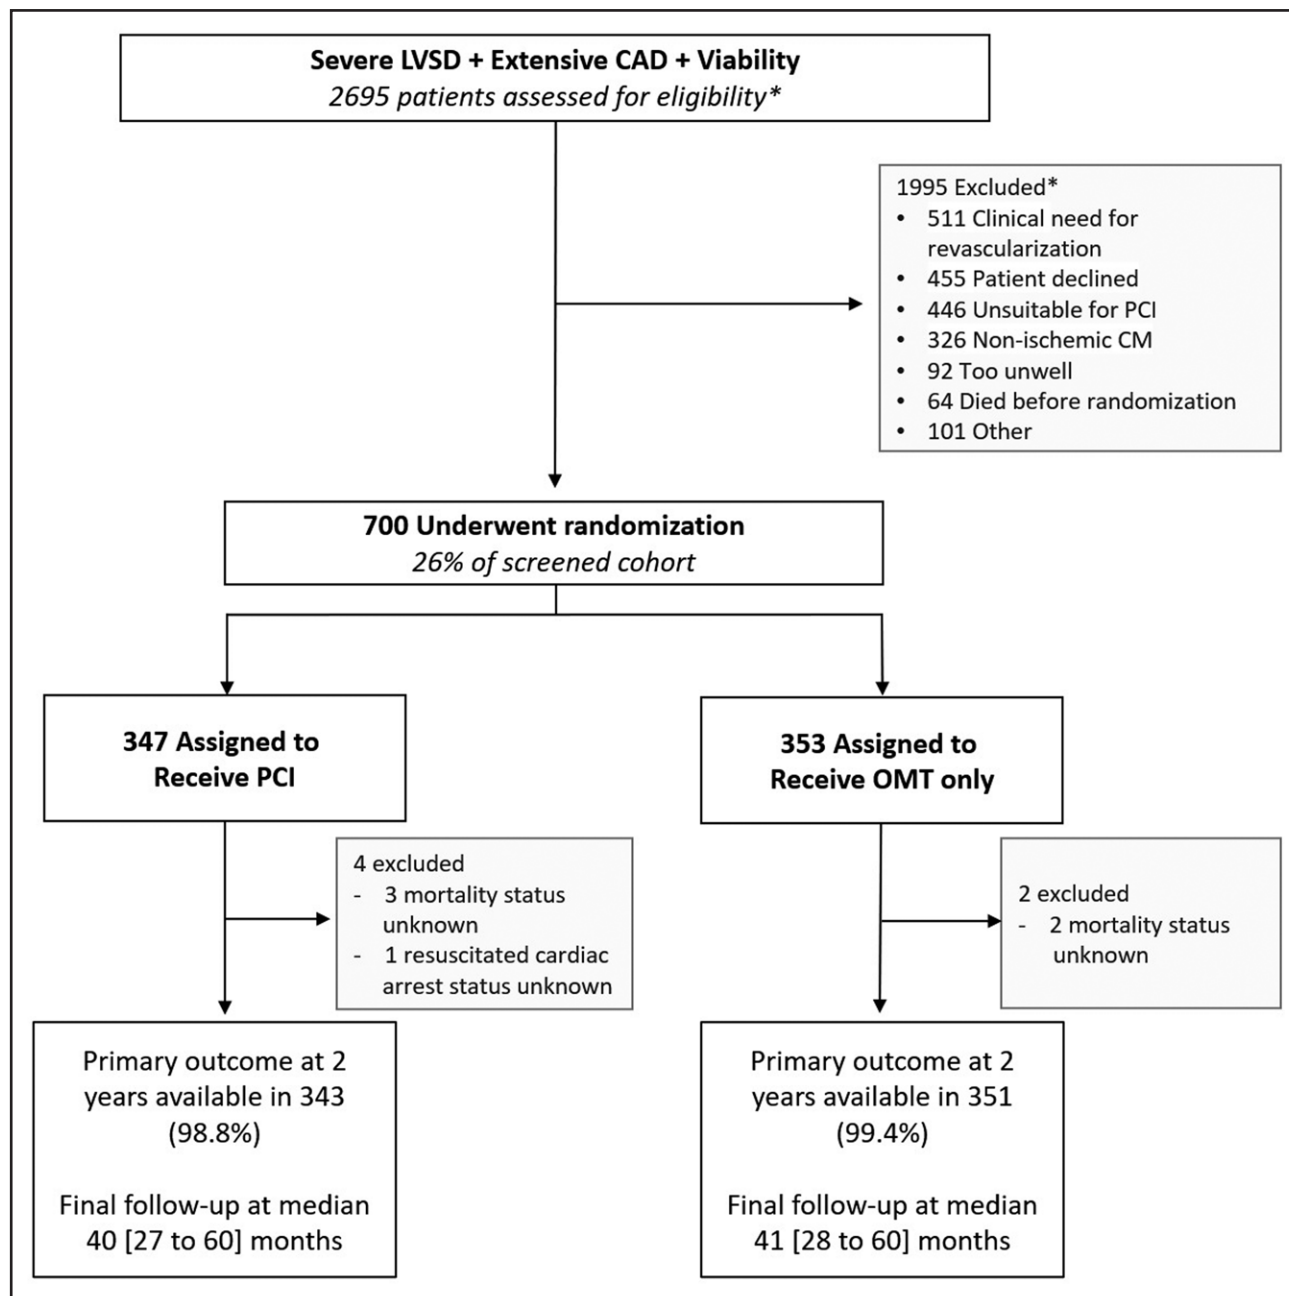 Severe LVSD + Extensive CAD + Viability
2695 patients assessed for eligibility*
1995 Excluded*
• 511 Clinical need for
revascularization
• 455 Patient declined
• 446 Unsuitable for PCI
• 326 Non-ischemic CM
• 92 Too unwell
• 64 Died before randomization
• 101 Other
700 Underwent randomization
26% of screened cohort
347 Assigned to
Receive PCI
353 Assigned to
Receive OMT only
4 excluded
- 3 mortality status
unknown
- 1 resuscitated cardiac
arrest status unknown
2 excluded
- 2 mortality status
unknown
Primary outcome at 2
years available in 343
(98.8%)
Final follow-up at median
40 [27 to 60] months
Primary outcome at 2
years available in 351
(99.4%)
Final follow-up at median
41 [28 to 60] months